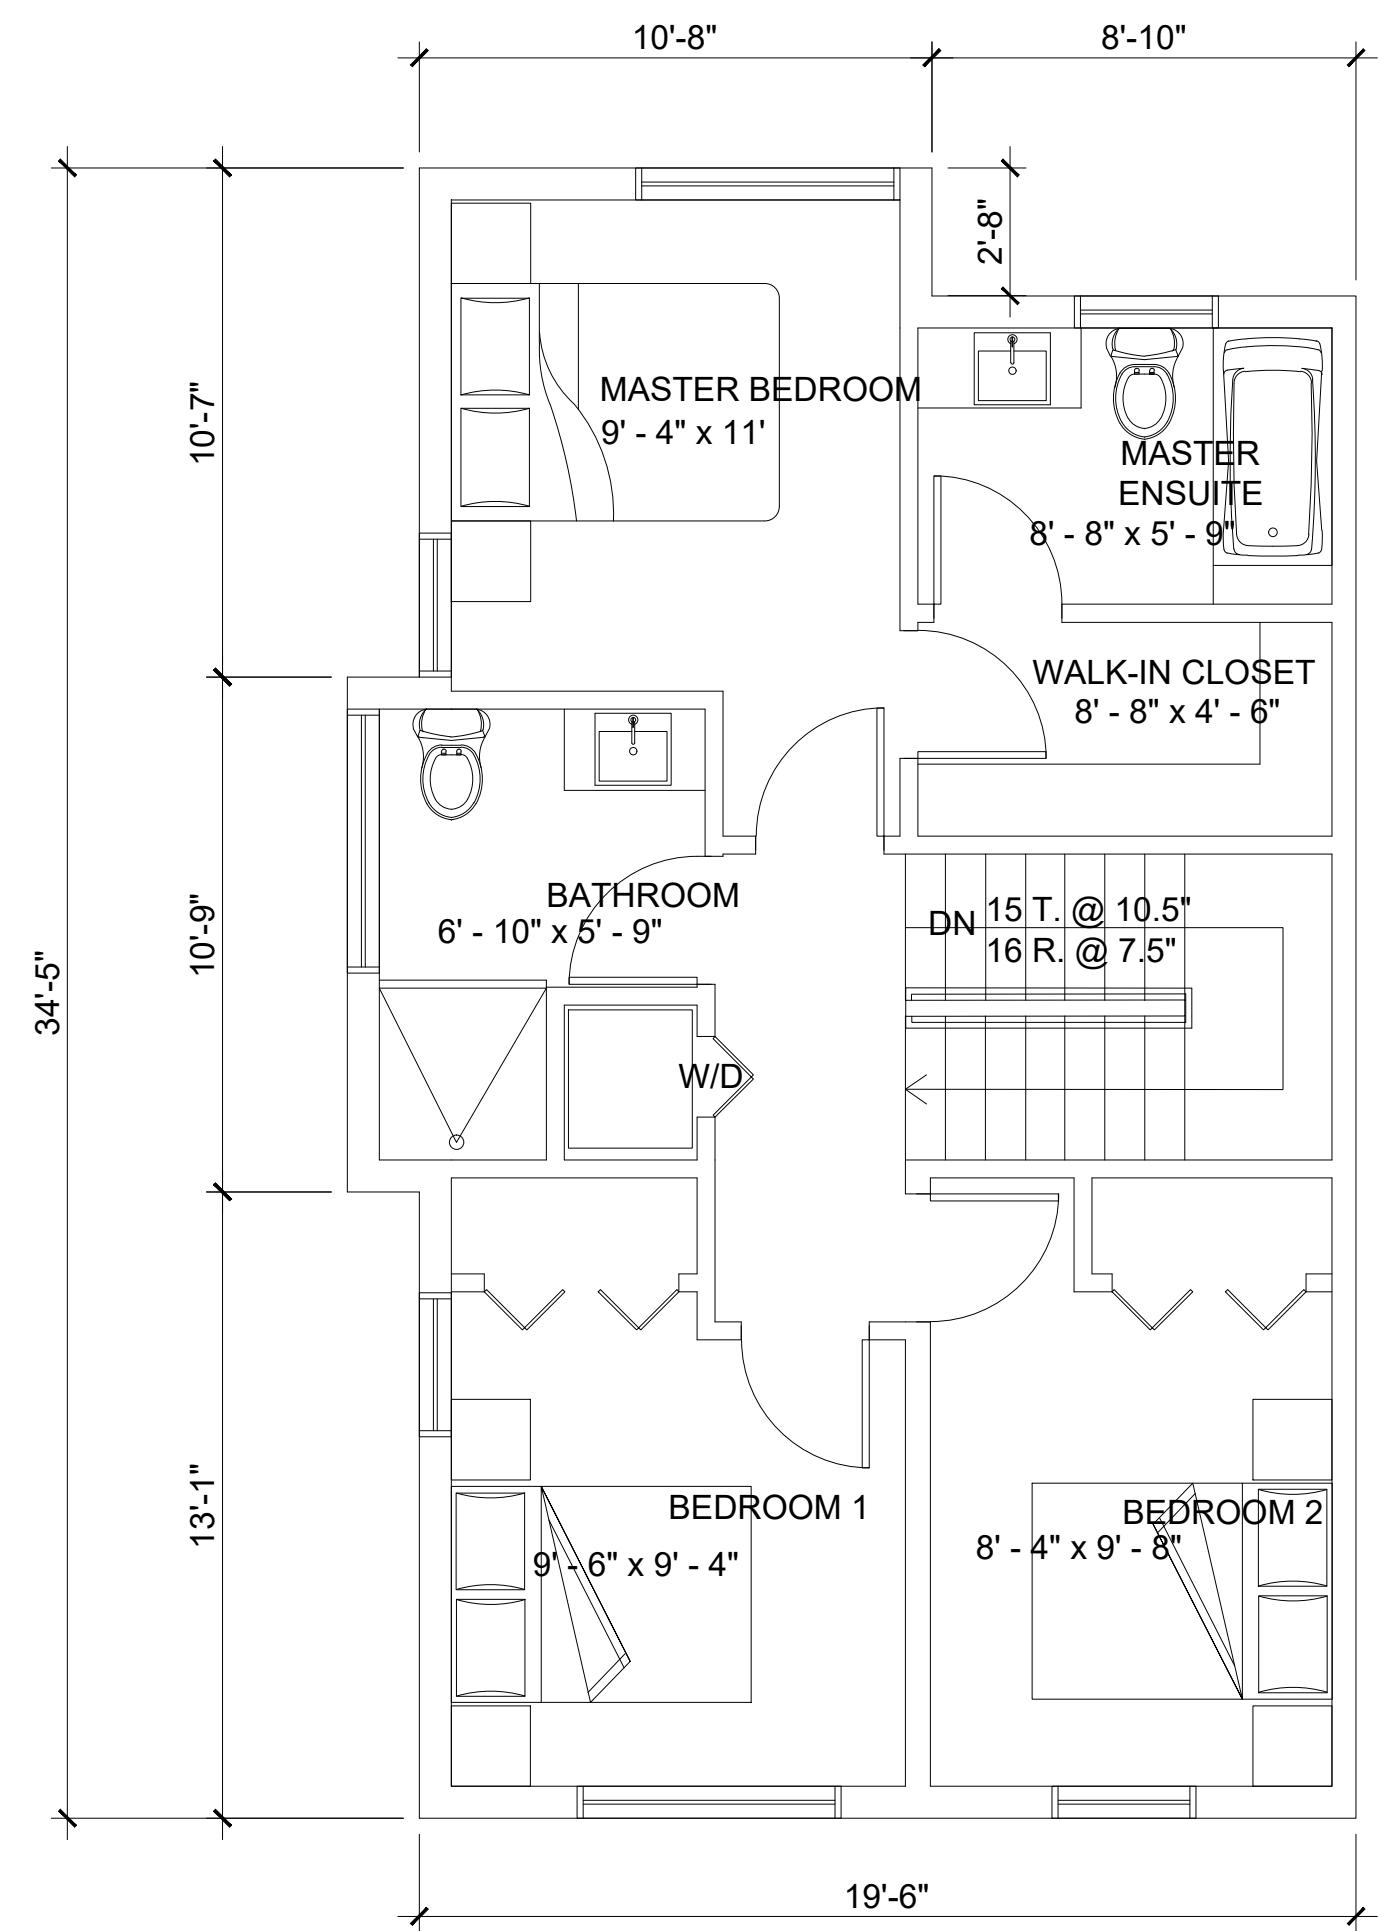 10'-8"
8'-10"
2'-8"
10'-7"
MASTER BEDROOM
9' - 4" x 11'
MASTER
ENSUITE
8' - 8" x 5' - 9"
WALK-IN CLOSET
8' - 8" x 4' - 6"
BATHROOM
6' - 10" x 5' - 9"
10'-9"
34'-5"
DN
15 T. @ 10.5"
16 R. @ 7.5"
W/D
13'-1"
BEDROOM 1
9' - 6" x 9' - 4"
BEDROOM 2
8' - 4" x 9' - 8"
19'-6"